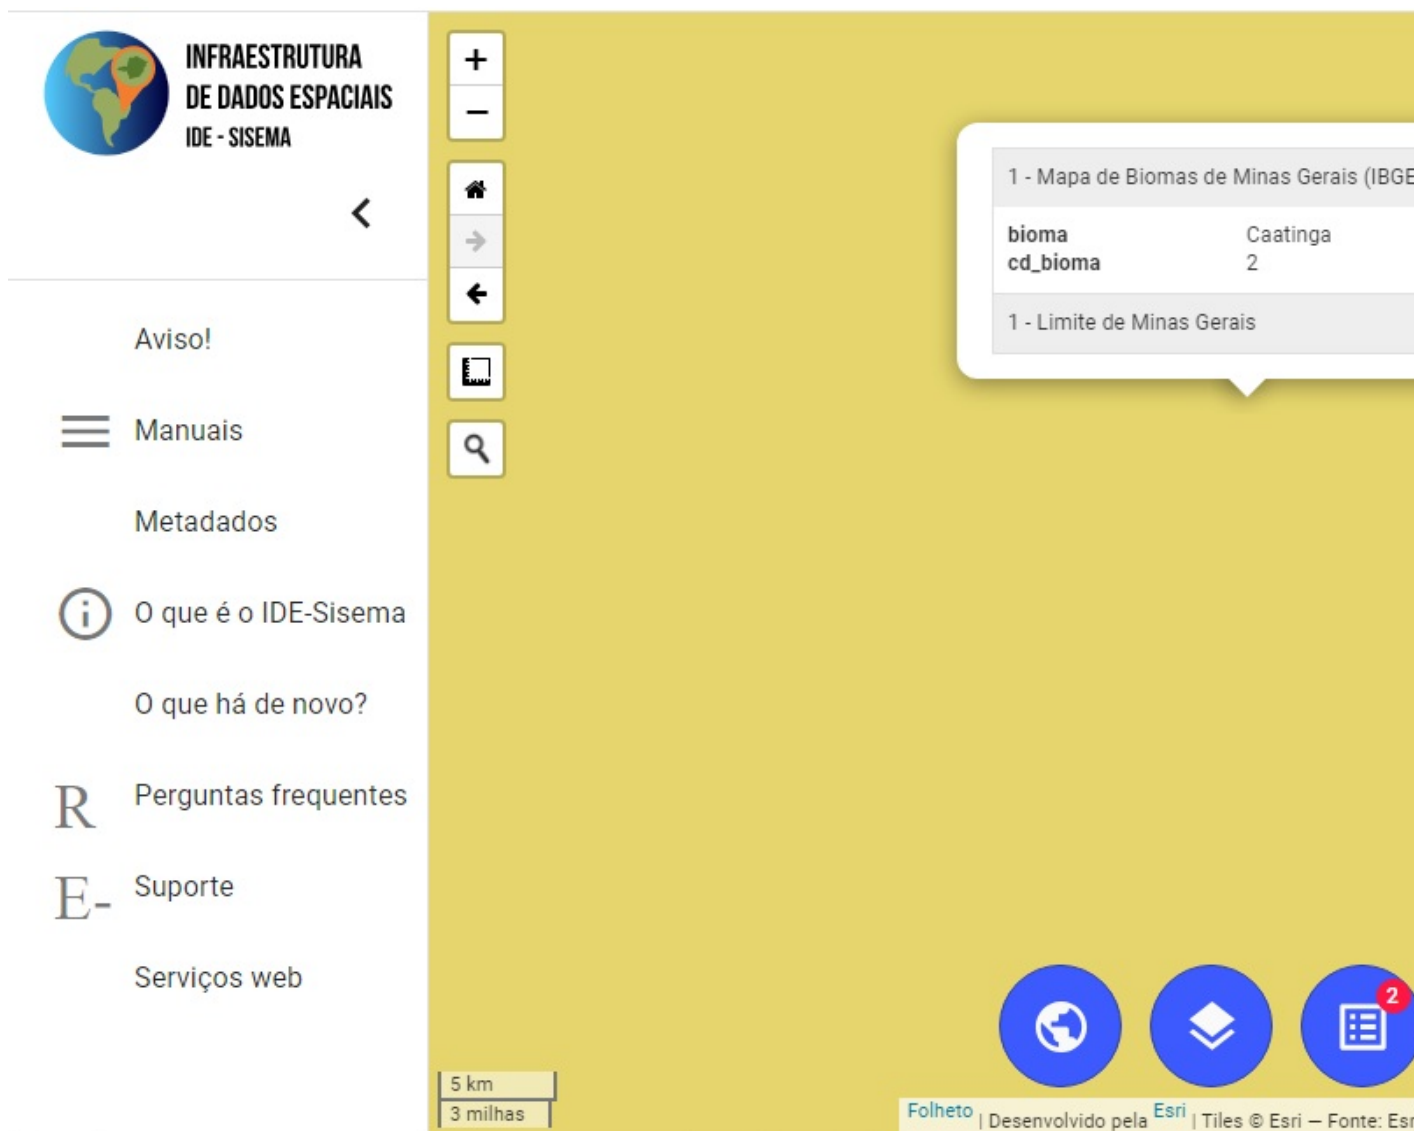 INFRAESTRUTURA
DE DADOS ESPACIAIS
IDE - SISEMA
Aviso!
Manuais
Metadados
O que é o IDE-Sisema
O que há de novo?
R
Perguntas frequentes
E-
Suporte
Serviços web
+
−
1 - Mapa de Biomas de Minas Gerais (IBGE
bioma Caatinga
cd_bioma 2
1 - Limite de Minas Gerais
2
5 km
3 milhas
Folheto | Desenvolvido pela Esri | Tiles © Esri — Fonte: Esr